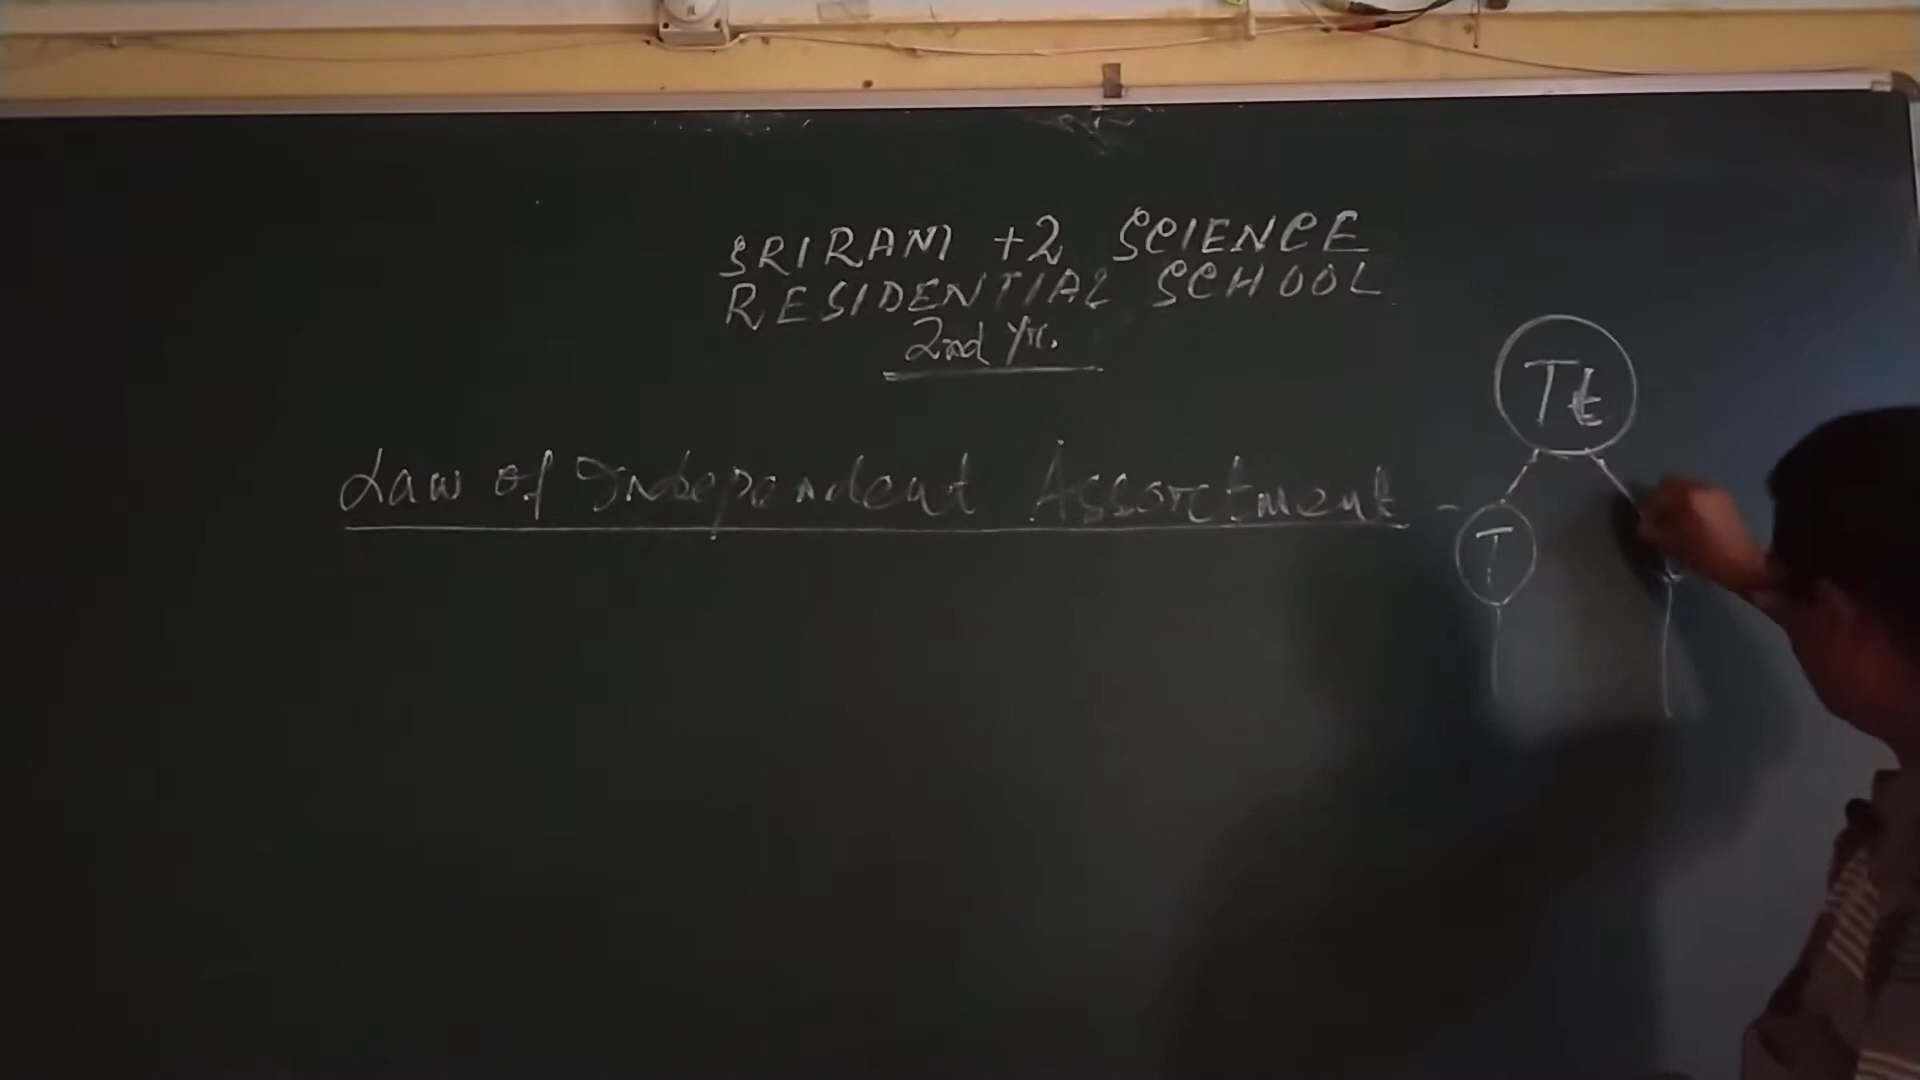 SRIRAM +2 SCIENCE
RESIDENTIAL SCHOOL
2nd Yr.
Law of Independent Assortment -
Tt
T